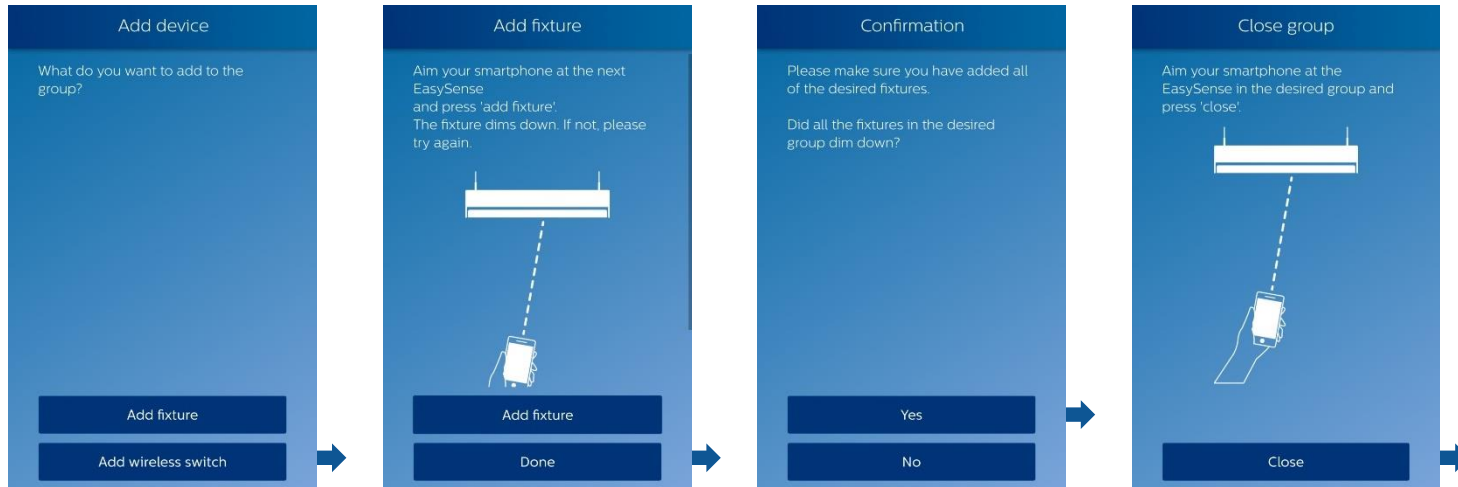 Add device
What do you want to add to the
group?
Add fixture
Add wireless switch
Add fixture
Aim your smartphone at the next
EasySense
and press 'add fixture'.
The fixture dims down. If not, please
try again.
Add fixture
Done
Confirmation
Please make sure you have added all
of the desired fixtures.
Did all the fixtures in the desired
group dim down?
Yes
No
Close group
Aim your smartphone at the
EasySense in the desired group and
press 'close'.
Close